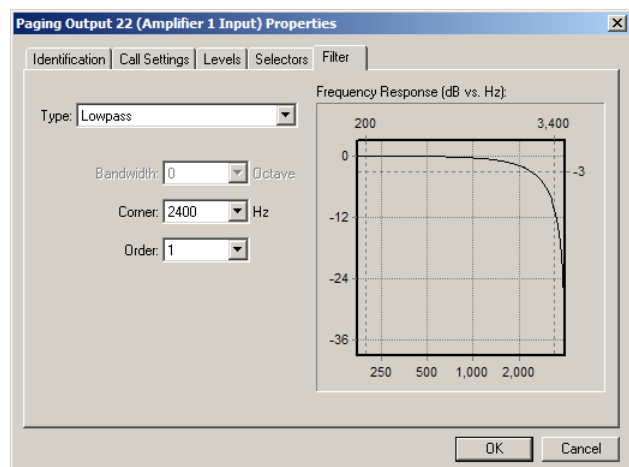 Paging Output 22 (Amplifier 1 Input) Properties
Identification Call Settings Levels Selectors Filter
Type: Lowpass
Bandwidth: 0 Octave
Corner: 2400 Hz
Order: 1
Frequency Response (dB vs. Hz):
200 3,400
0
-3
-12
-24
-36
250 500 1,000 2,000
OK Cancel